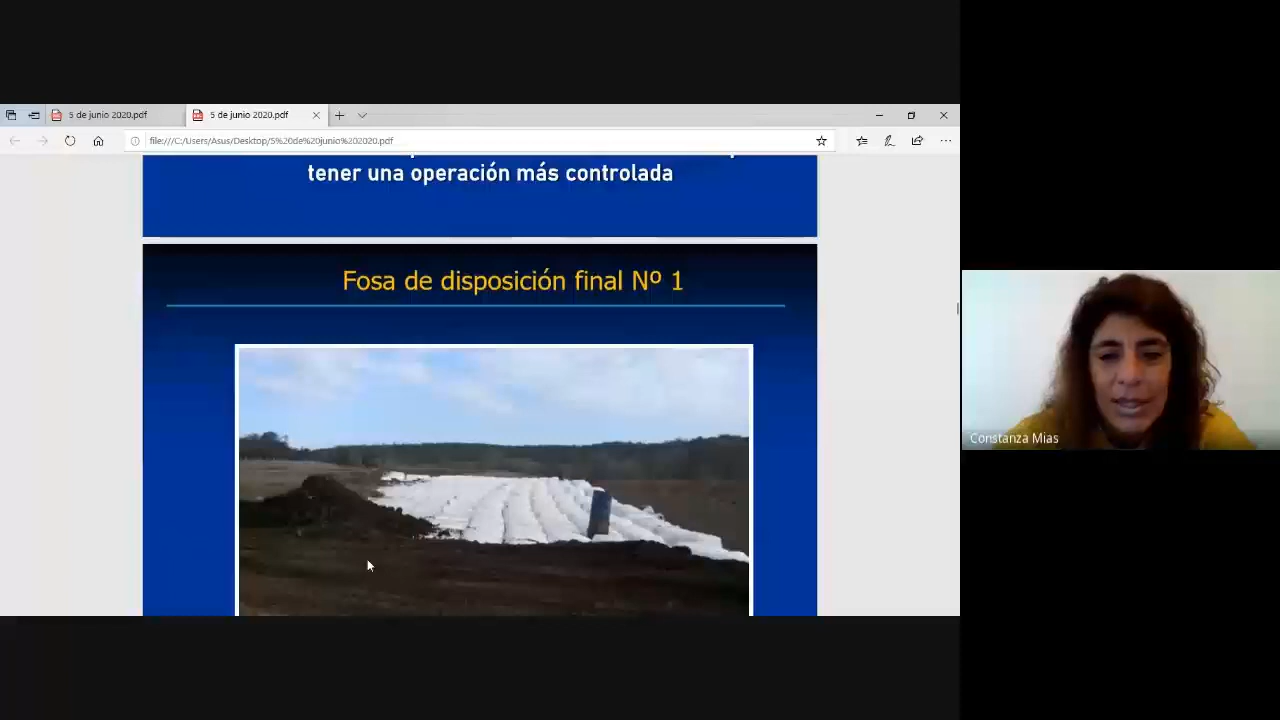 5 de junio 2020.pdf
5 de junio 2020.pdf
file:///C:/Users/Asus/Desktop/5%20de%20junio%202020.pdf
tener una operación más controlada
Fosa de disposición final Nº 1
Constanza Mias